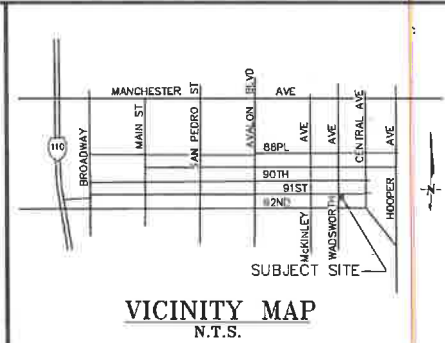 MANCHESTER AVE
110
BROADWAY
MAIN ST
SAN PEDRO ST
AVALON BLVD
McKINLEY AVE
WADSWORTH AVE
CENTRAL AVE
HOOPER AVE
88PL
90TH
91ST
92ND
N
SUBJECT SITE
VICINITY MAP
N.T.S.